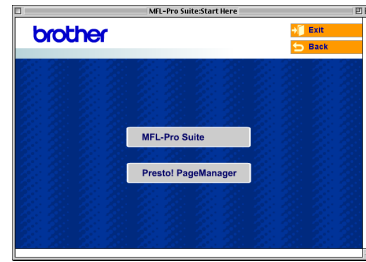 MFL-Pro Suite:Start Here
brother
Exit
Back
MFL-Pro Suite
Presto! PageManager